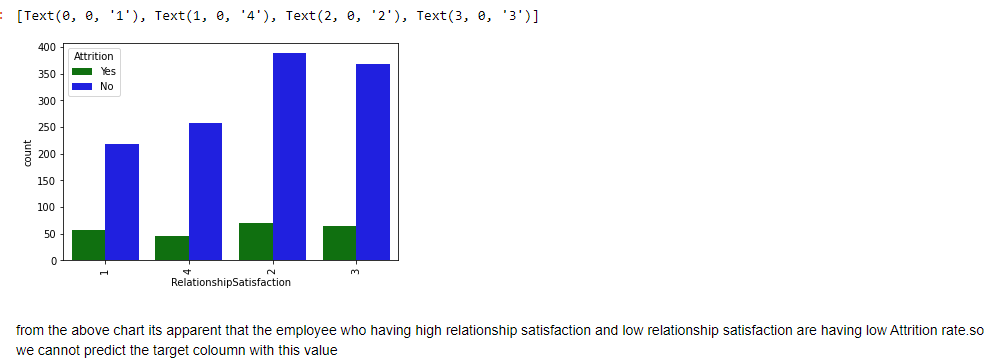 : [Text(0, 0, '1'), Text(1, 0, '4'), Text(2, 0, '2'), Text(3, 0, '3')]
400
350
300
250
200
150
100
50
0
count
Attrition
Yes
No
1
4
2
3
RelationshipSatisfaction
from the above chart its apparent that the employee who having high relationship satisfaction and low relationship satisfaction are having low Attrition rate.so
we cannot predict the target coloumn with this value